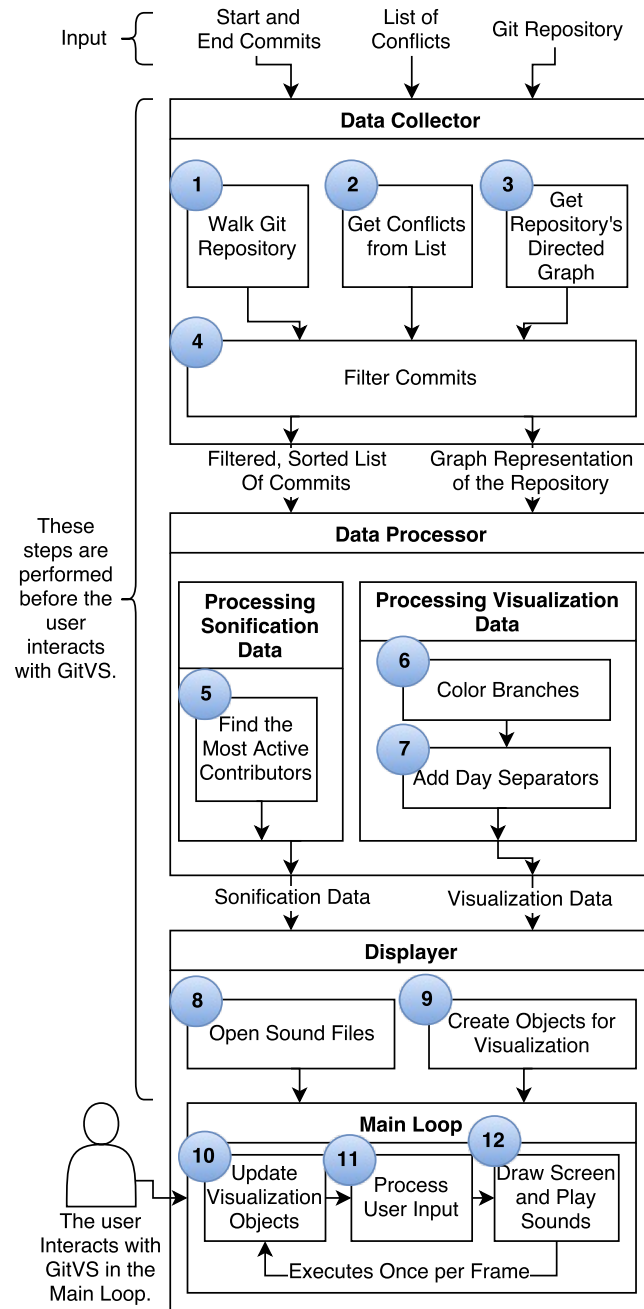 Input
Start and
End Commits
List of
Conflicts
Git Repository
Data Collector
1
Walk Git
Repository
2
Get Conflicts
from List
3
Get
Repository's
Directed
Graph
4
Filter Commits
Filtered, Sorted List
Of Commits
Graph Representation
of the Repository
These
steps are
performed
before the
user
interacts
with GitVS.
Data Processor
Processing
Sonification
Data
5
Find the
Most Active
Contributors
Processing Visualization
Data
6
Color Branches
7
Add Day Separators
Sonification Data
Visualization Data
Displayer
8
Open Sound Files
9
Create Objects for
Visualization
Main Loop
10
Update
Visualization
Objects
11
Process
User Input
12
Draw Screen
and Play
Sounds
Executes Once per Frame
The user
Interacts with
GitVS in the
Main Loop.